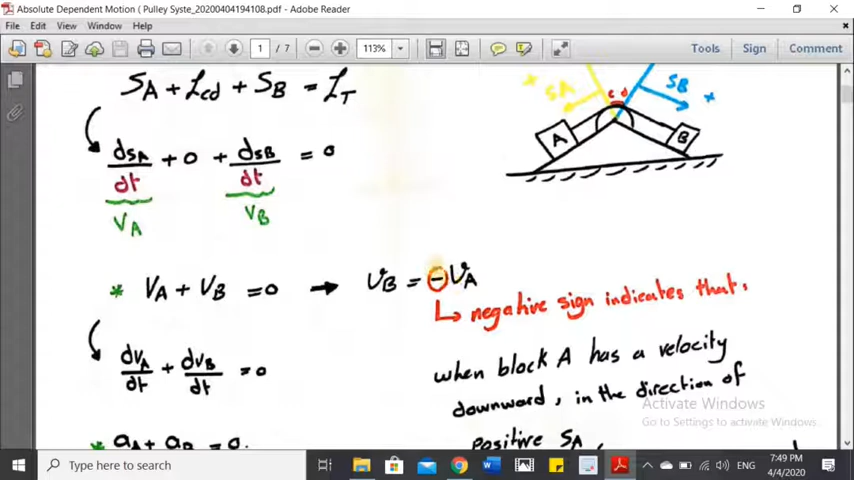 Absolute Dependent Motion ( Pulley Syste_20200404194108.pdf - Adobe Reader
File Edit View Window Help
1 / 7 113% Tools Sign Comment
SA + Lcd + SB = LT
SA SB
+ +
c d
A B
dsA/dt + 0 + dsB/dt = 0
VA VB
* VA + VB = 0 → VB = - VA
negative sign indicates that,
dVA/dt + dVB/dt = 0
when block A has a velocity
downward, in the direction of
positive SA
* aA + aB = 0
Activate Windows
Go to Settings to activate Windows.
Type here to search
ENG
7:49 PM
4/4/2020